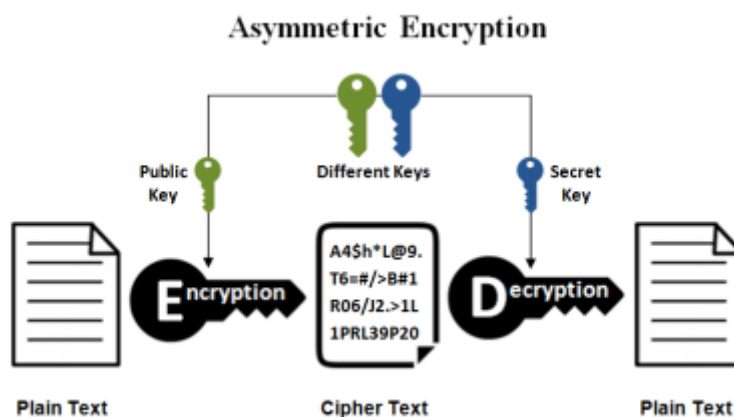 Asymmetric Encryption
Public
Key
Different Keys
Secret
Key
A4$h*L@9.
T6=#/>B#1
R06/J2.>1L
1PRL39P20
Encryption
Decryption
Plain Text
Cipher Text
Plain Text